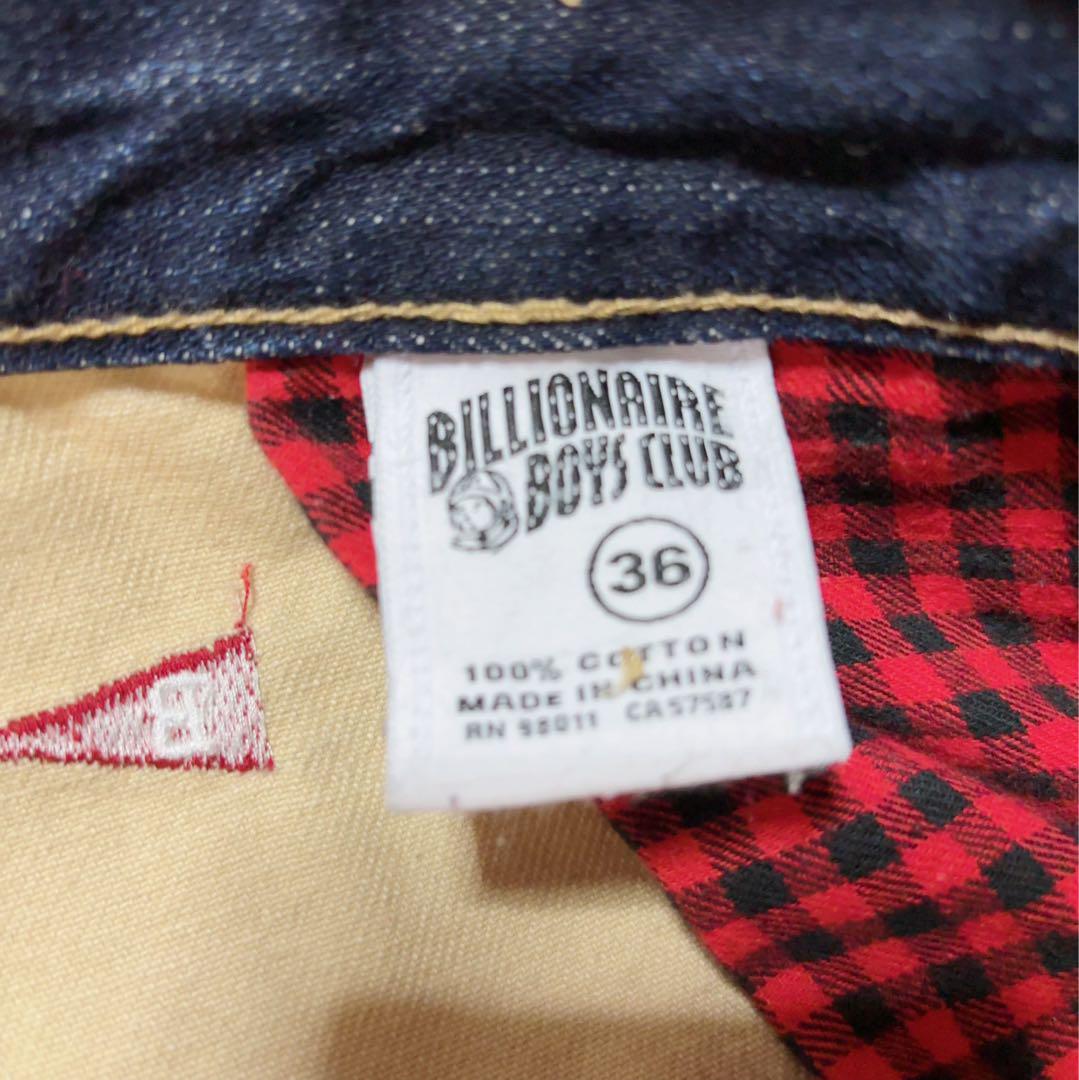 BILLIONAIRE
BOYS CLUB
36
100% COTTON
MADE IN CHINA
RN 98011 CA57587
B